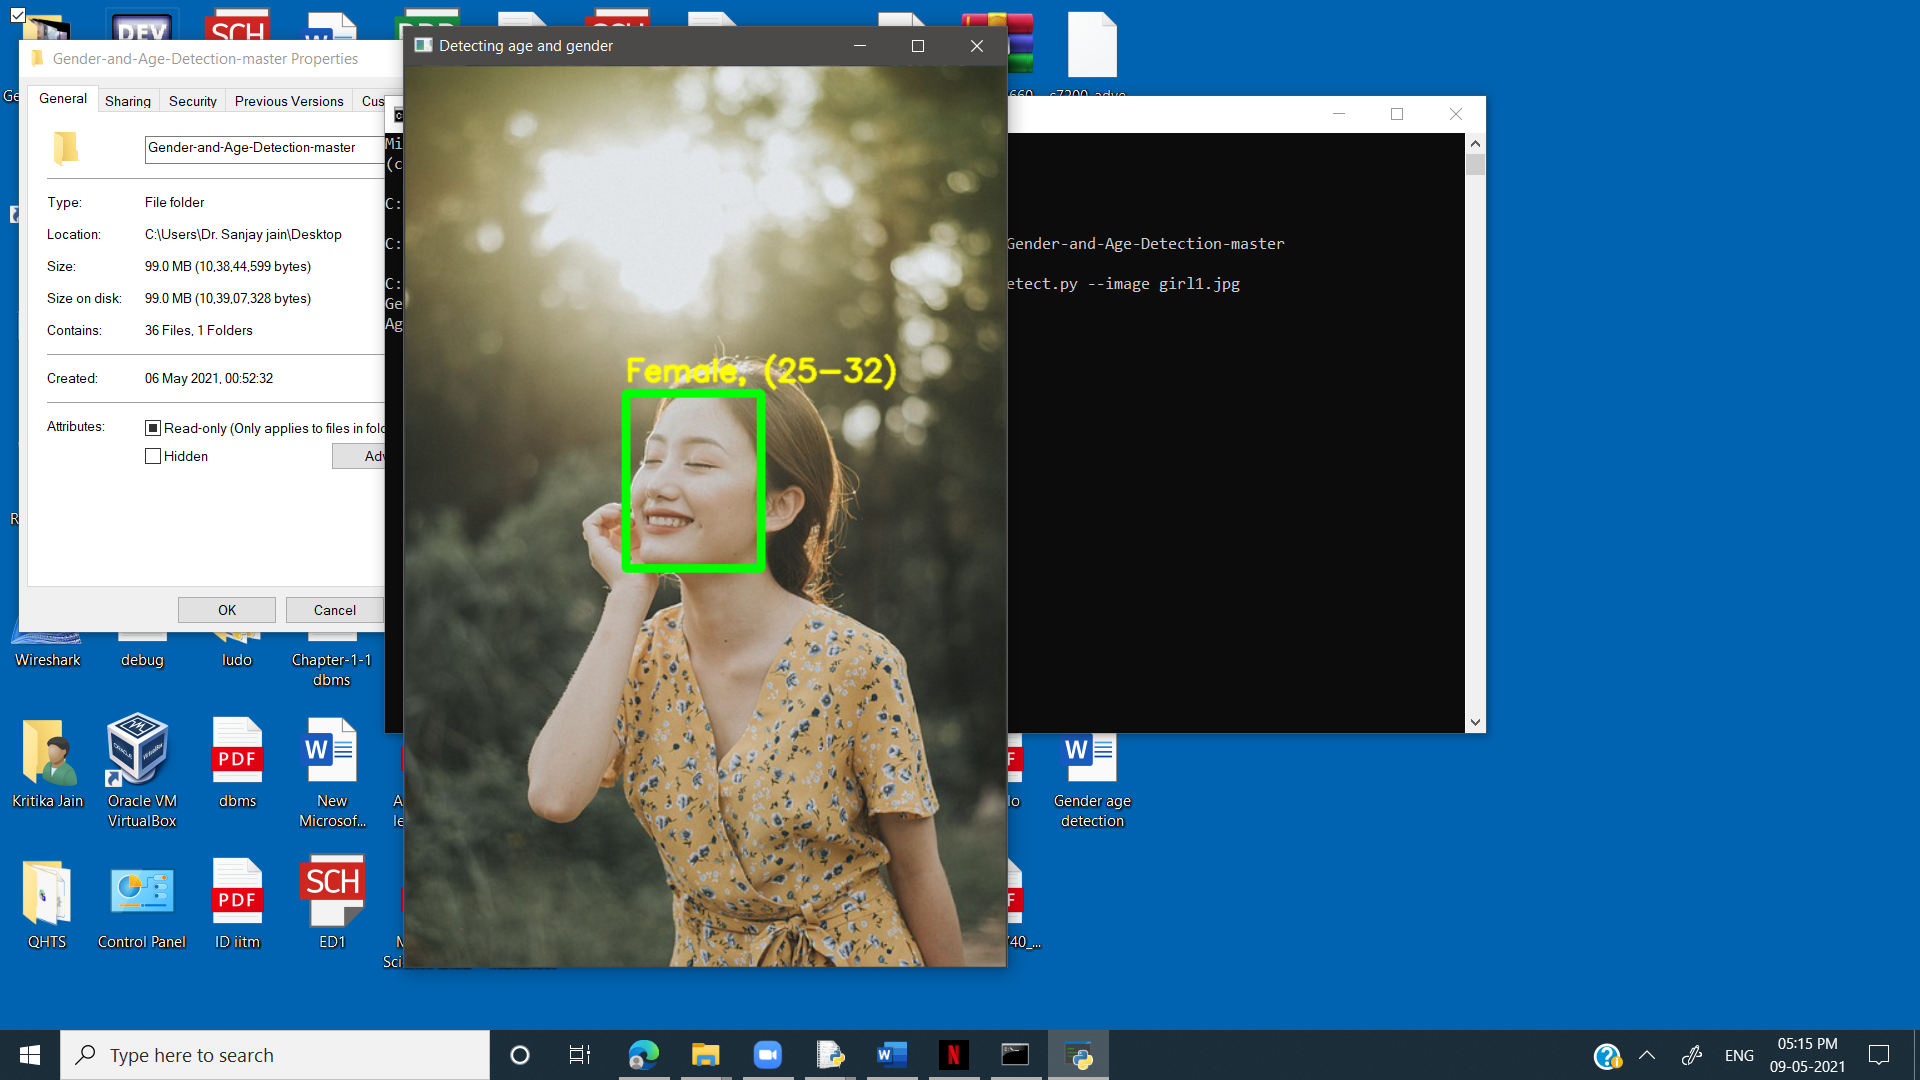 Gender-and-Age-Detection-master Properties
General
Sharing
Security
Previous Versions
Gender-and-Age-Detection-master
Type:
File folder
Location:
C:\Users\Dr. Sanjay jain\Desktop
Size:
99.0 MB (10,38,44,599 bytes)
Size on disk:
99.0 MB (10,39,07,328 bytes)
Contains:
36 Files, 1 Folders
Created:
06 May 2021, 00:52:32
Attributes:
Read-only (Only applies to files in
Hidden
OK
Cancel
Detecting age and gender
Female, (25-32)
C:
C:
Gender-and-Age-Detection-master
C:
etect.py --image girl1.jpg
DEV
SCH
Wireshark
debug
ludo
Chapter-1-1
dbms
Kritika Jain
VM
ORACLE
Oracle VM
VirtualBox
PDF
dbms
W
New
Microsof...
W
Gender age
detection
QHTS
Control Panel
PDF
ID iitm
SCH
ED1
Type here to search
W
N
ENG
05:15 PM
09-05-2021